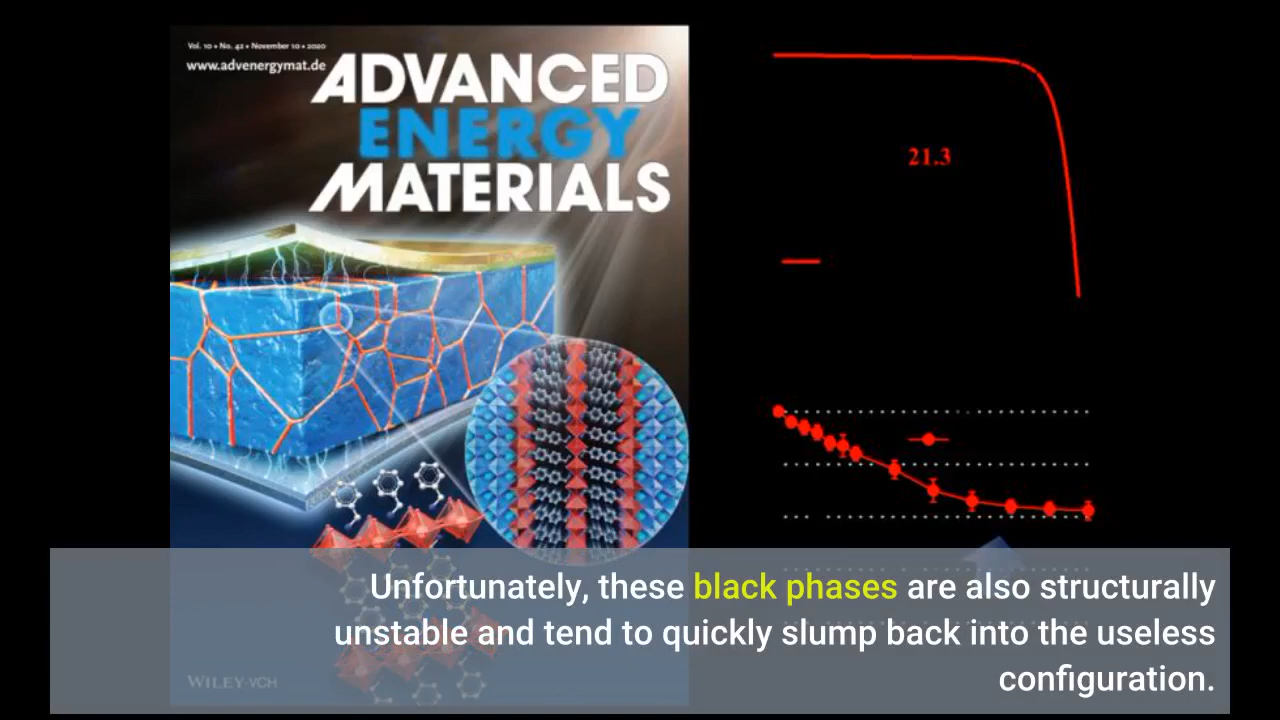 Vol. 10 • No. 42 • November 10 • 2020
www.advenergymat.de
ADVANCED
ENERGY
MATERIALS
21.3
Unfortunately, these black phases are also structurally
unstable and tend to quickly slump back into the useless
configuration.
WILEY-VCH